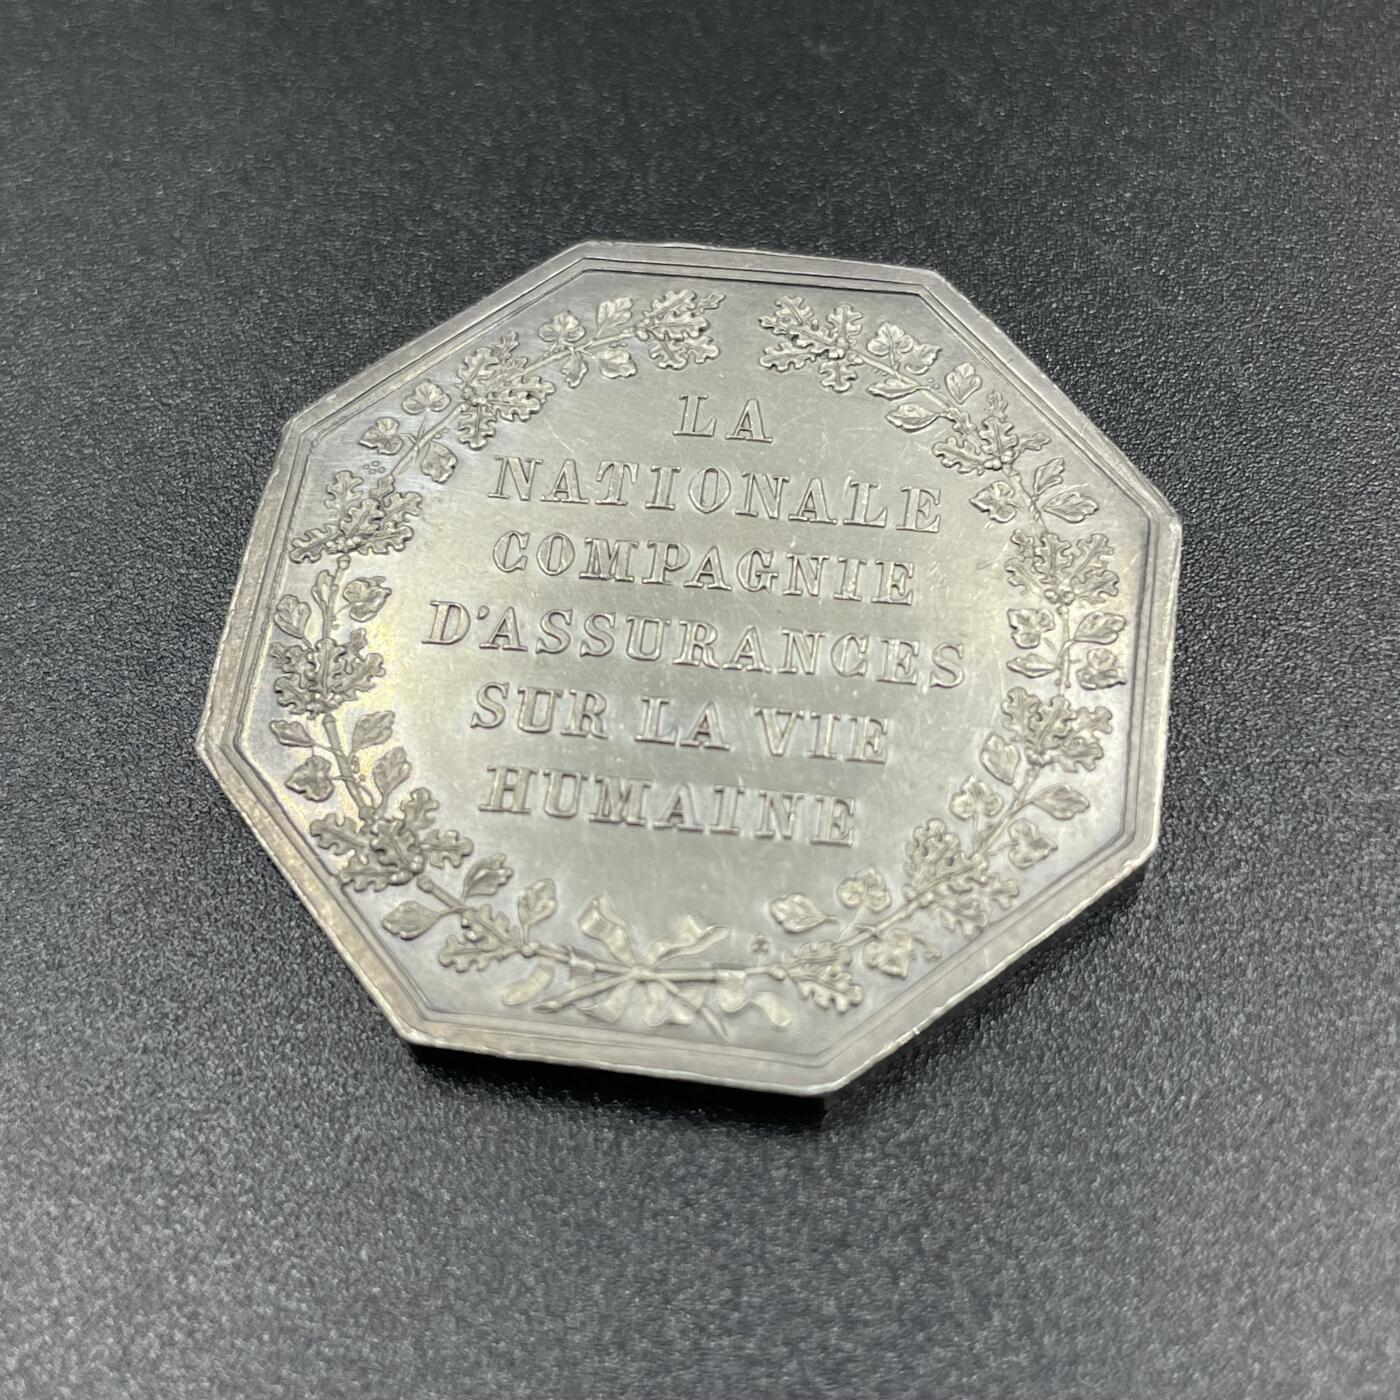 LA
NATIONALE
COMPAGNIE
D'ASSURANCES
SUR LA VIE
HUMAINE